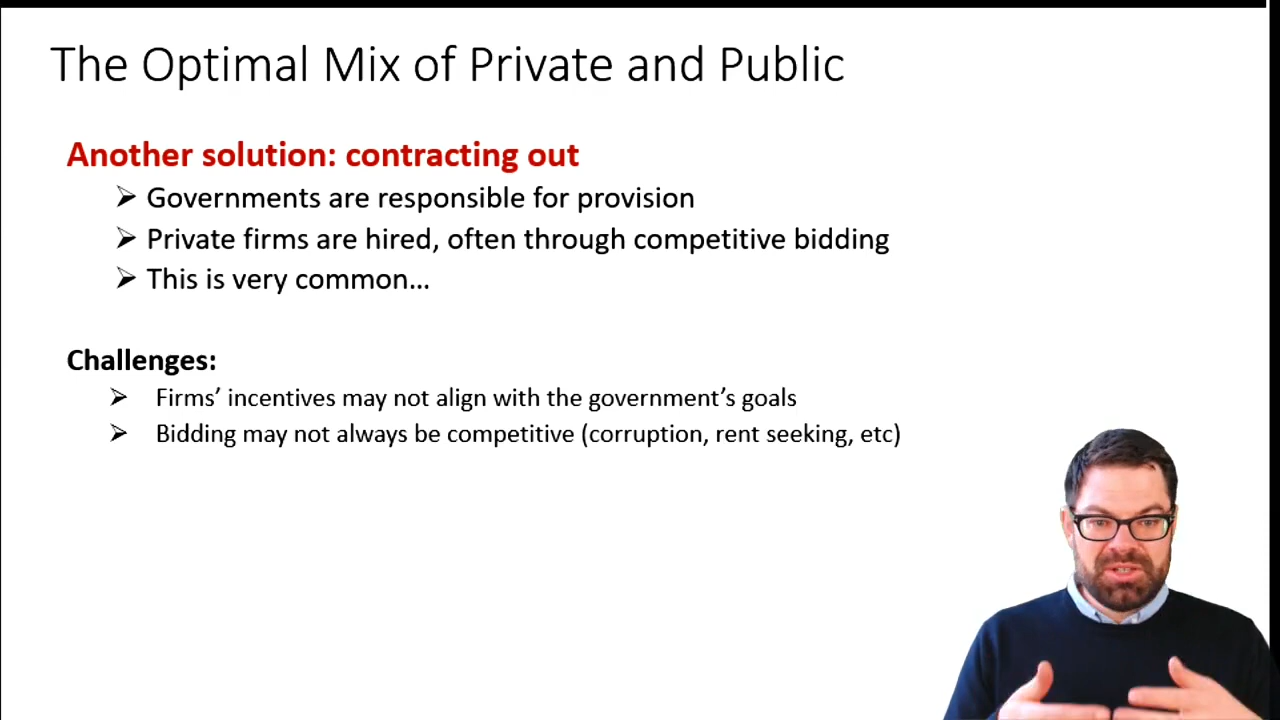 The Optimal Mix of Private and Public
Another solution: contracting out
➢ Governments are responsible for provision
➢ Private firms are hired, often through competitive bidding
➢ This is very common…
Challenges:
➢ Firms’ incentives may not align with the government’s goals
➢ Bidding may not always be competitive (corruption, rent seeking, etc)